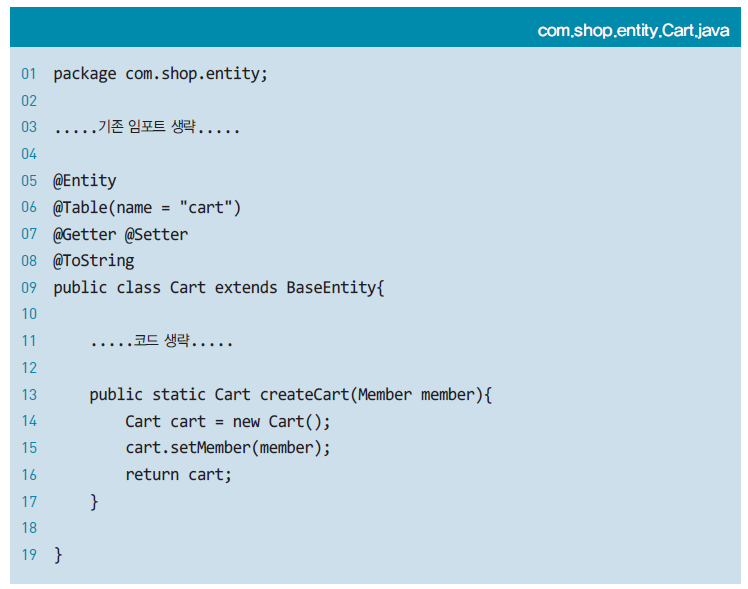 com.shop.entity.Cart.java
01 package com.shop.entity;
02
03 .....기존 임포트 생략.....
04
05 @Entity
06 @Table(name = "cart")
07 @Getter @Setter
08 @ToString
09 public class Cart extends BaseEntity{
10
11 .....코드 생략.....
12
13 public static Cart createCart(Member member){
14 Cart cart = new Cart();
15 cart.setMember(member);
16 return cart;
17 }
18
19 }